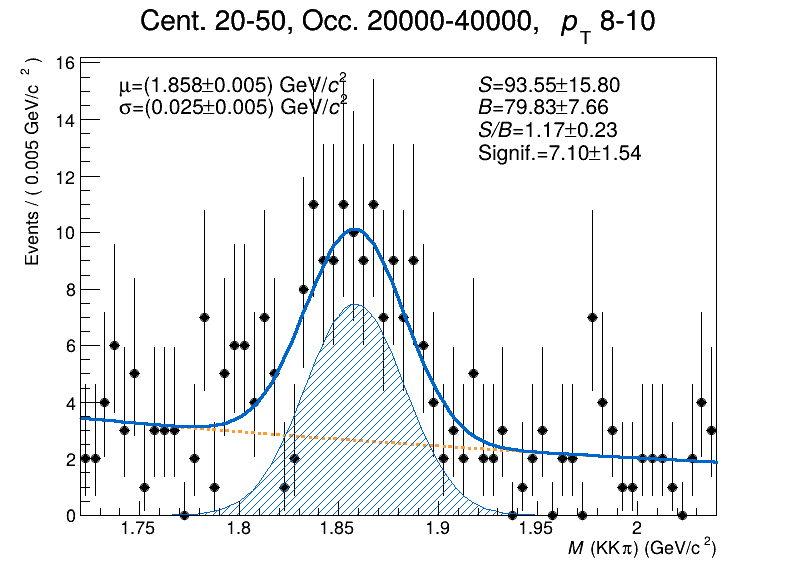 Cent. 20-50, Occ. 20000-40000, p_T 8-10
μ=(1.858±0.005) GeV/c²
σ=(0.025±0.005) GeV/c²
S=93.55±15.80
B=79.83±7.66
S/B=1.17±0.23
Signif.=7.10±1.54
Events / ( 0.005 GeV/c ² )
16
14
12
10
8
6
4
2
0
1.75 1.8 1.85 1.9 1.95 2
M (KKπ) (GeV/c²)